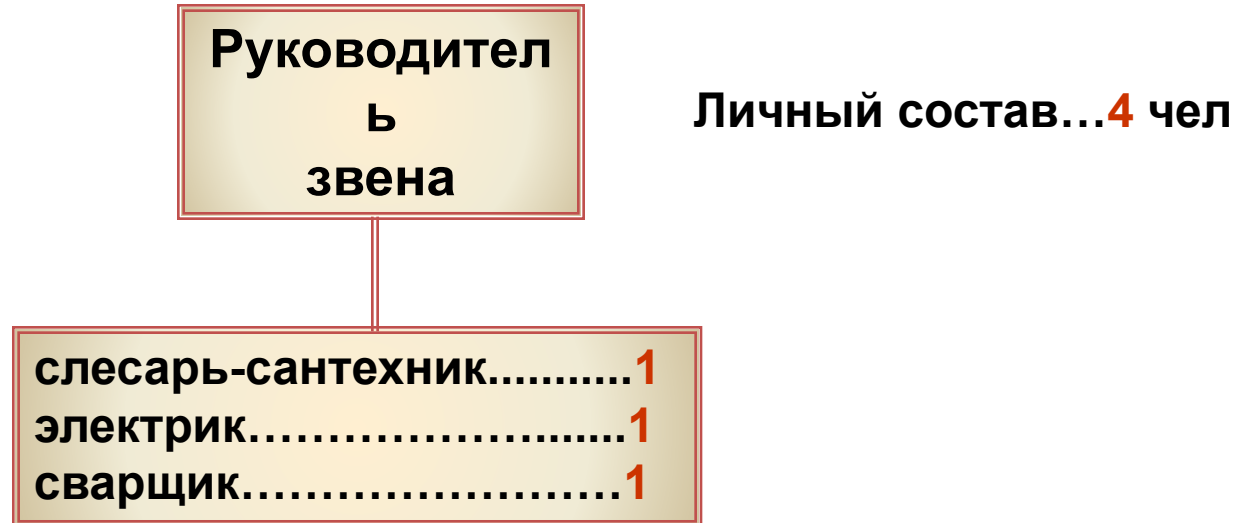 Руководител
ь
звена
Личный состав…4 чел
слесарь-сантехник...........1
электрик……………….......1
сварщик……………………1